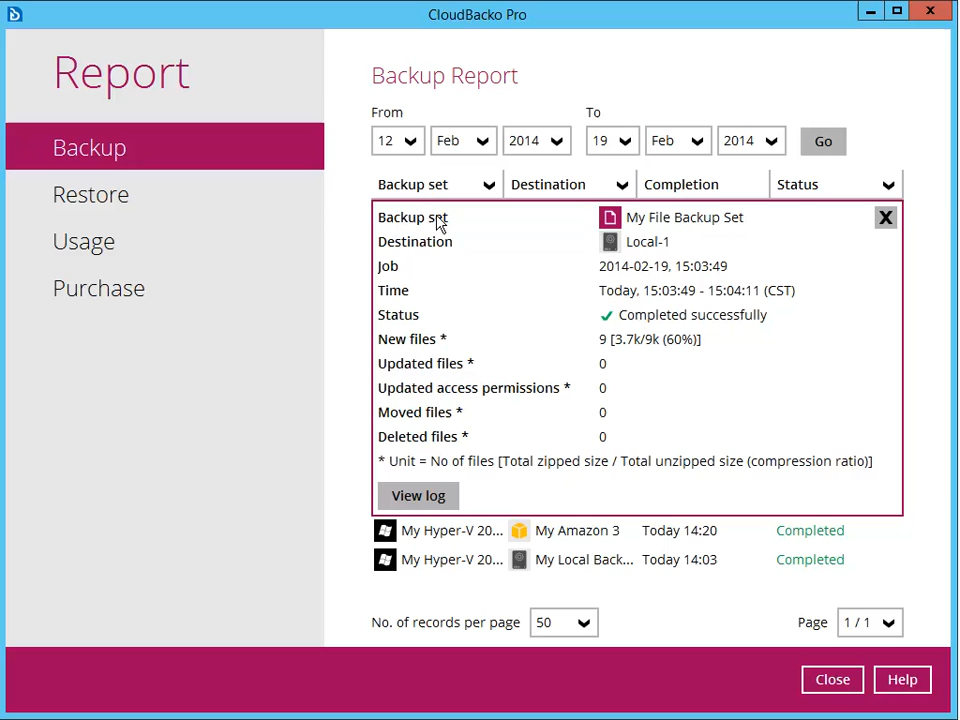 CloudBacko Pro
Report
Backup
Restore
Usage
Purchase
Backup Report
From
To
12 Feb 2014 19 Feb 2014 Go
Backup set Destination Completion Status
Backup set My File Backup Set X
Destination Local-1
Job 2014-02-19, 15:03:49
Time Today, 15:03:49 - 15:04:11 (CST)
Status Completed successfully
New files * 9 [3.7k/9k (60%)]
Updated files * 0
Updated access permissions * 0
Moved files * 0
Deleted files * 0
* Unit = No of files [Total zipped size / Total unzipped size (compression ratio)]
View log
My Hyper-V 20... My Amazon 3 Today 14:20 Completed
My Hyper-V 20... My Local Back... Today 14:03 Completed
No. of records per page 50 Page 1 / 1
Close Help